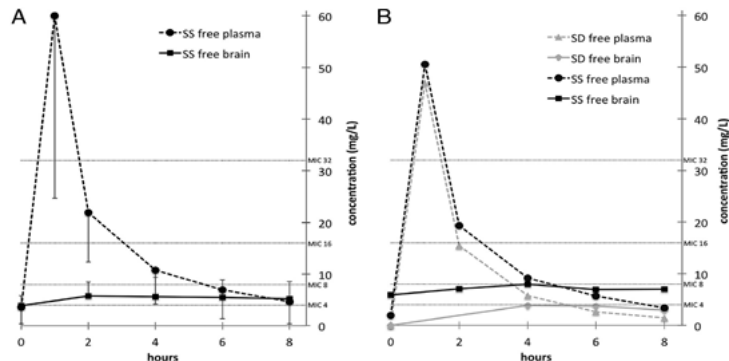 A
SS free plasma
SS free brain
60
50
40
30
20
10
0
MIC 32
MIC 16
MIC 8
MIC 4
concentration (mg/L)
0 2 4 6 8
hours
B
SD free plasma
SD free brain
SS free plasma
SS free brain
60
50
40
30
20
10
0
MIC 32
MIC 16
MIC 8
MIC 4
concentration (mg/L)
0 2 4 6 8
hours